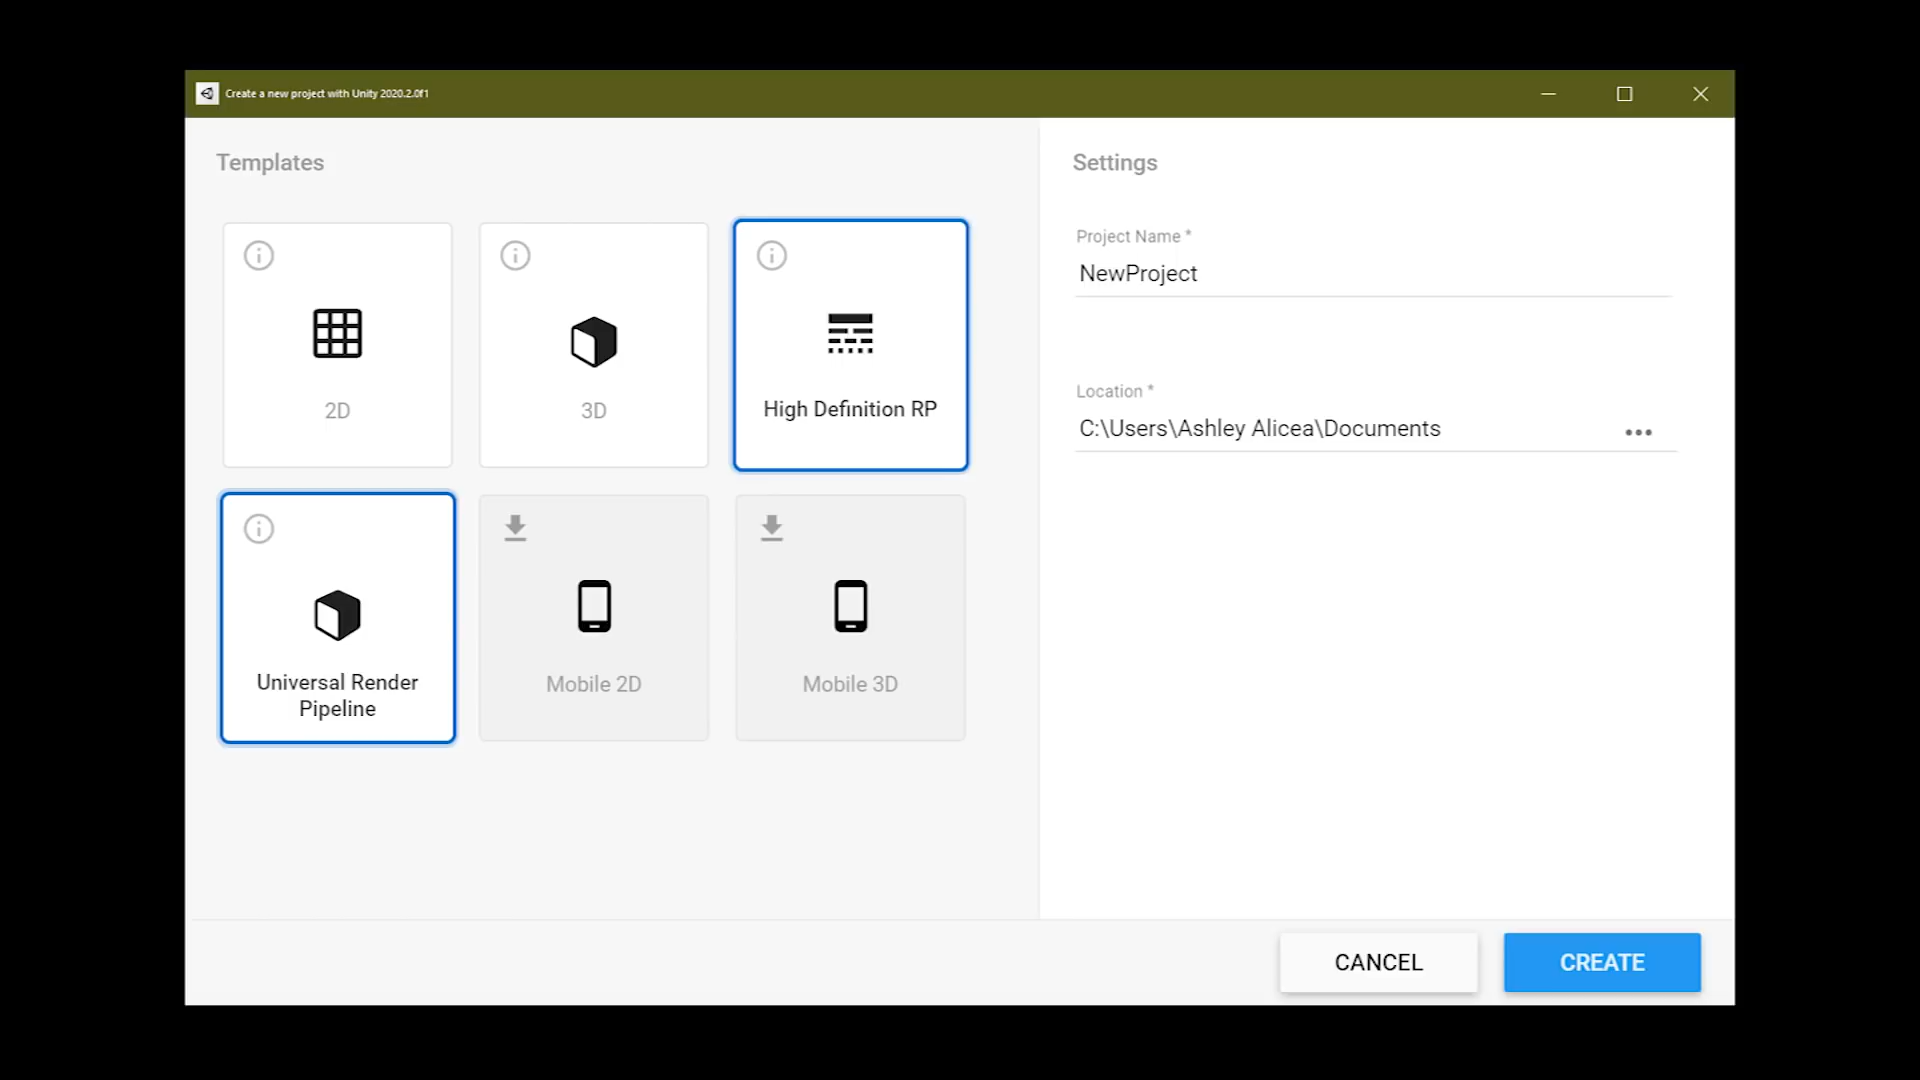 Create a new project with Unity 2020.2.0f1
Templates
Settings
2D
3D
High Definition RP
Universal Render
Pipeline
Mobile 2D
Mobile 3D
Project Name *
NewProject
Location *
C:\Users\Ashley Alicea\Documents
CANCEL
CREATE